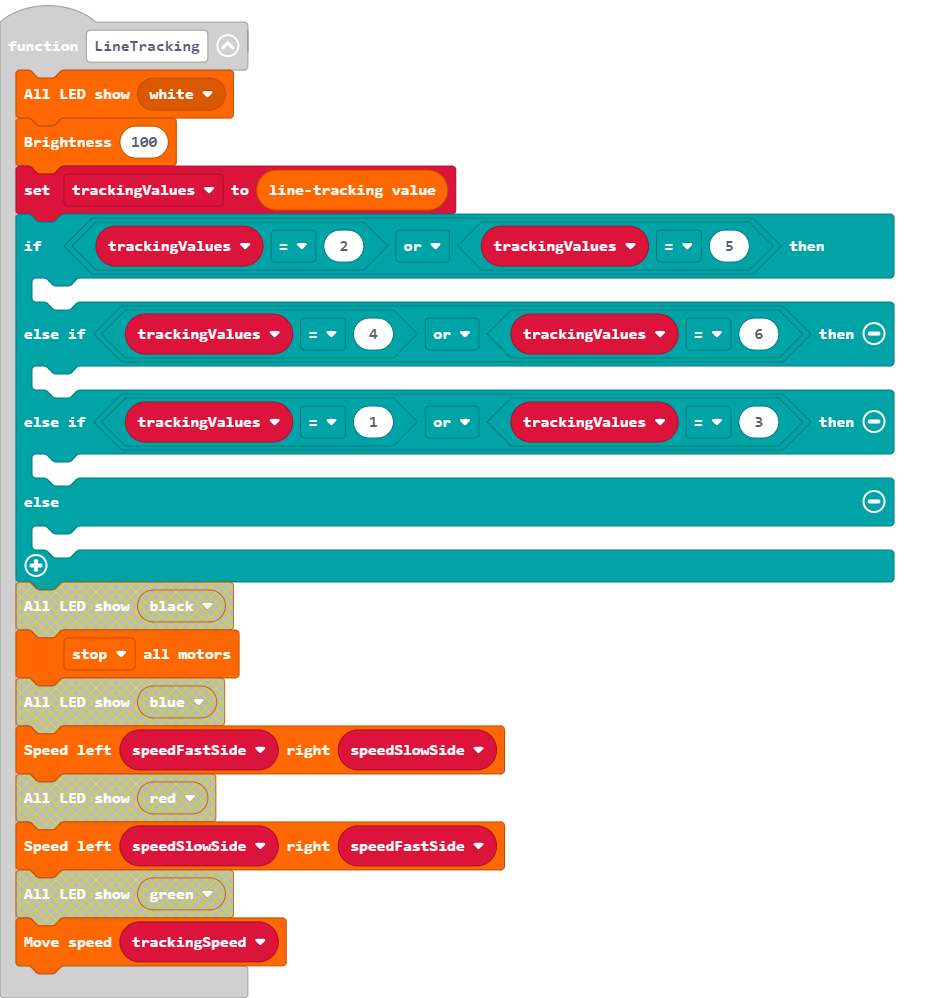 function LineTracking
All LED show white
Brightness 100
set trackingValues to line-tracking value
if trackingValues = 2 or trackingValues = 5 then
else if trackingValues = 4 or trackingValues = 6 then
else if trackingValues = 1 or trackingValues = 3 then
else
All LED show black
stop all motors
All LED show blue
Speed left speedFastSide right speedSlowSide
All LED show red
Speed left speedSlowSide right speedFastSide
All LED show green
Move speed trackingSpeed